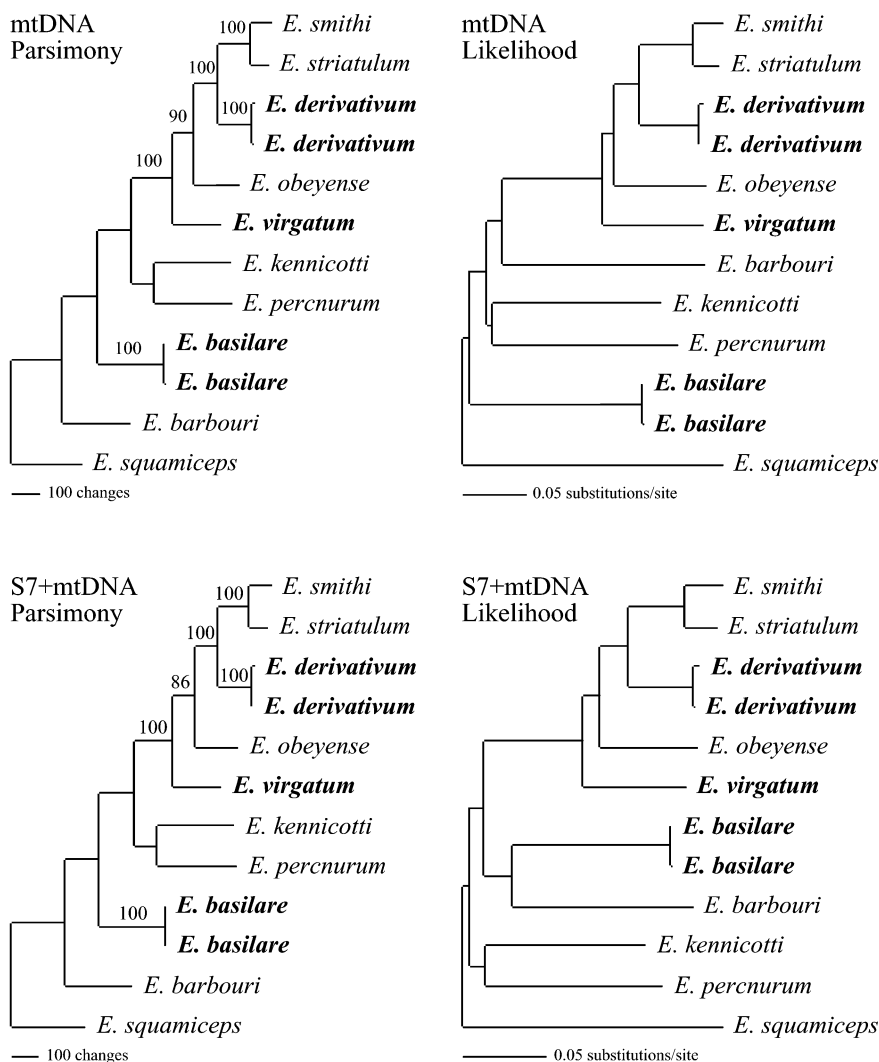 mtDNA
Parsimony
100
E. smithi
E. striatulum
100
100
E. derivativum
E. derivativum
90
E. obeyense
100
E. virgatum
E. kennicotti
E. percnurum
100
E. basilare
E. basilare
E. barbouri
E. squamiceps
100 changes
mtDNA
Likelihood
E. smithi
E. striatulum
E. derivativum
E. derivativum
E. obeyense
E. virgatum
E. barbouri
E. kennicotti
E. percnurum
E. basilare
E. basilare
E. squamiceps
0.05 substitutions/site
S7+mtDNA
Parsimony
100
E. smithi
E. striatulum
100
100
E. derivativum
E. derivativum
86
E. obeyense
100
E. virgatum
E. kennicotti
E. percnurum
100
E. basilare
E. basilare
E. barbouri
E. squamiceps
100 changes
S7+mtDNA
Likelihood
E. smithi
E. striatulum
E. derivativum
E. derivativum
E. obeyense
E. virgatum
E. basilare
E. basilare
E. barbouri
E. kennicotti
E. percnurum
E. squamiceps
0.05 substitutions/site